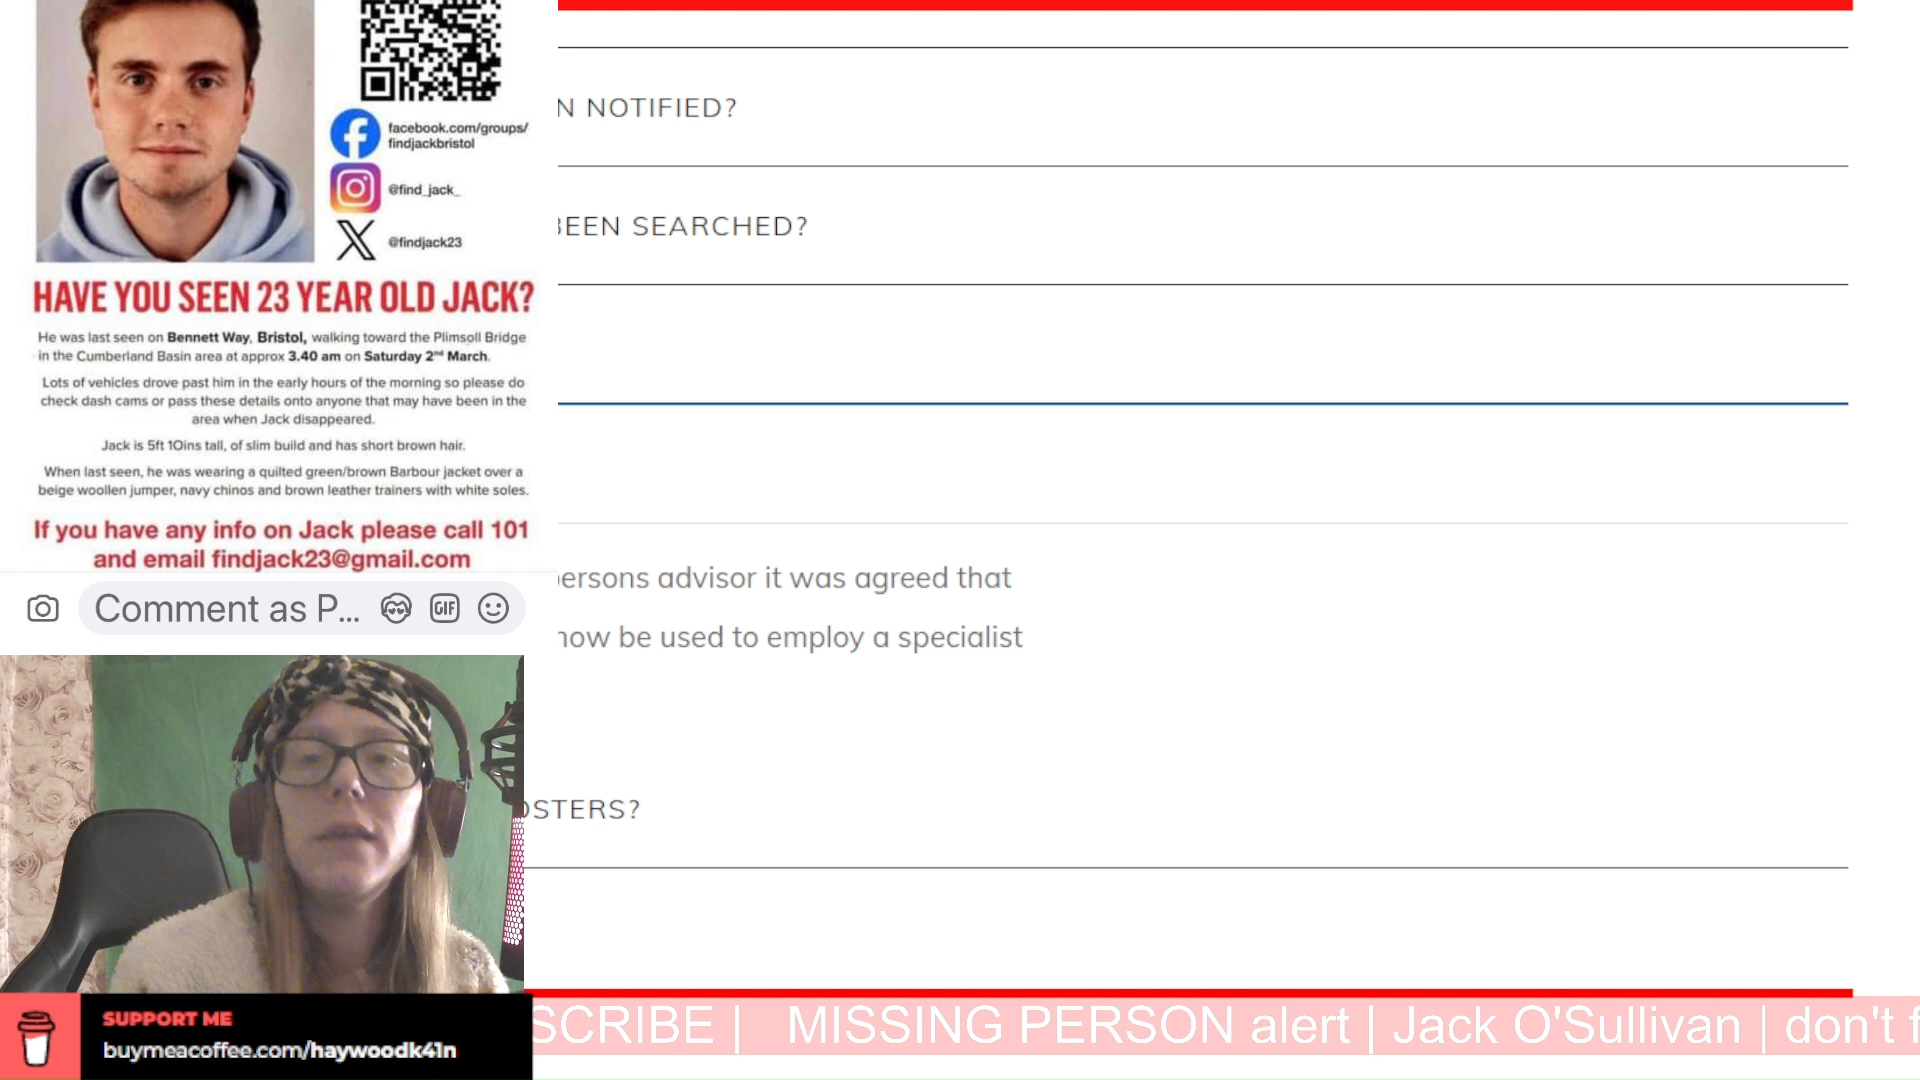 facebook.com/groups/
findjackbristol
@find_jack_
@findjack23
HAVE YOU SEEN 23 YEAR OLD JACK?
He was last seen on Bennett Way, Bristol, walking toward the Plimsoll Bridge
in the Cumberland Basin area at approx 3.40 am on Saturday 2nd March.
Lots of vehicles drove past him in the early hours of the morning so please do
check dash cams or pass these details onto anyone that may have been in the
area when Jack disappeared.
Jack is 5ft 10ins tall, of slim build and has short brown hair.
When last seen, he was wearing a quilted green/brown Barbour jacket over a
beige woollen jumper, navy chinos and brown leather trainers with white soles.
If you have any info on Jack please call 101
and email findjack23@gmail.com
Comment as P...
GIF
N NOTIFIED?
BEEN SEARCHED?
persons advisor it was agreed that
now be used to employ a specialist
OSTERS?
SUPPORT ME
buymeacoffee.com/haywoodk41n
SCRIBE | MISSING PERSON alert | Jack O'Sullivan | don't f